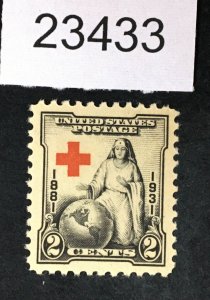 23433
UNITED STATES
POSTAGE
1881
1931
2 CENTS 2